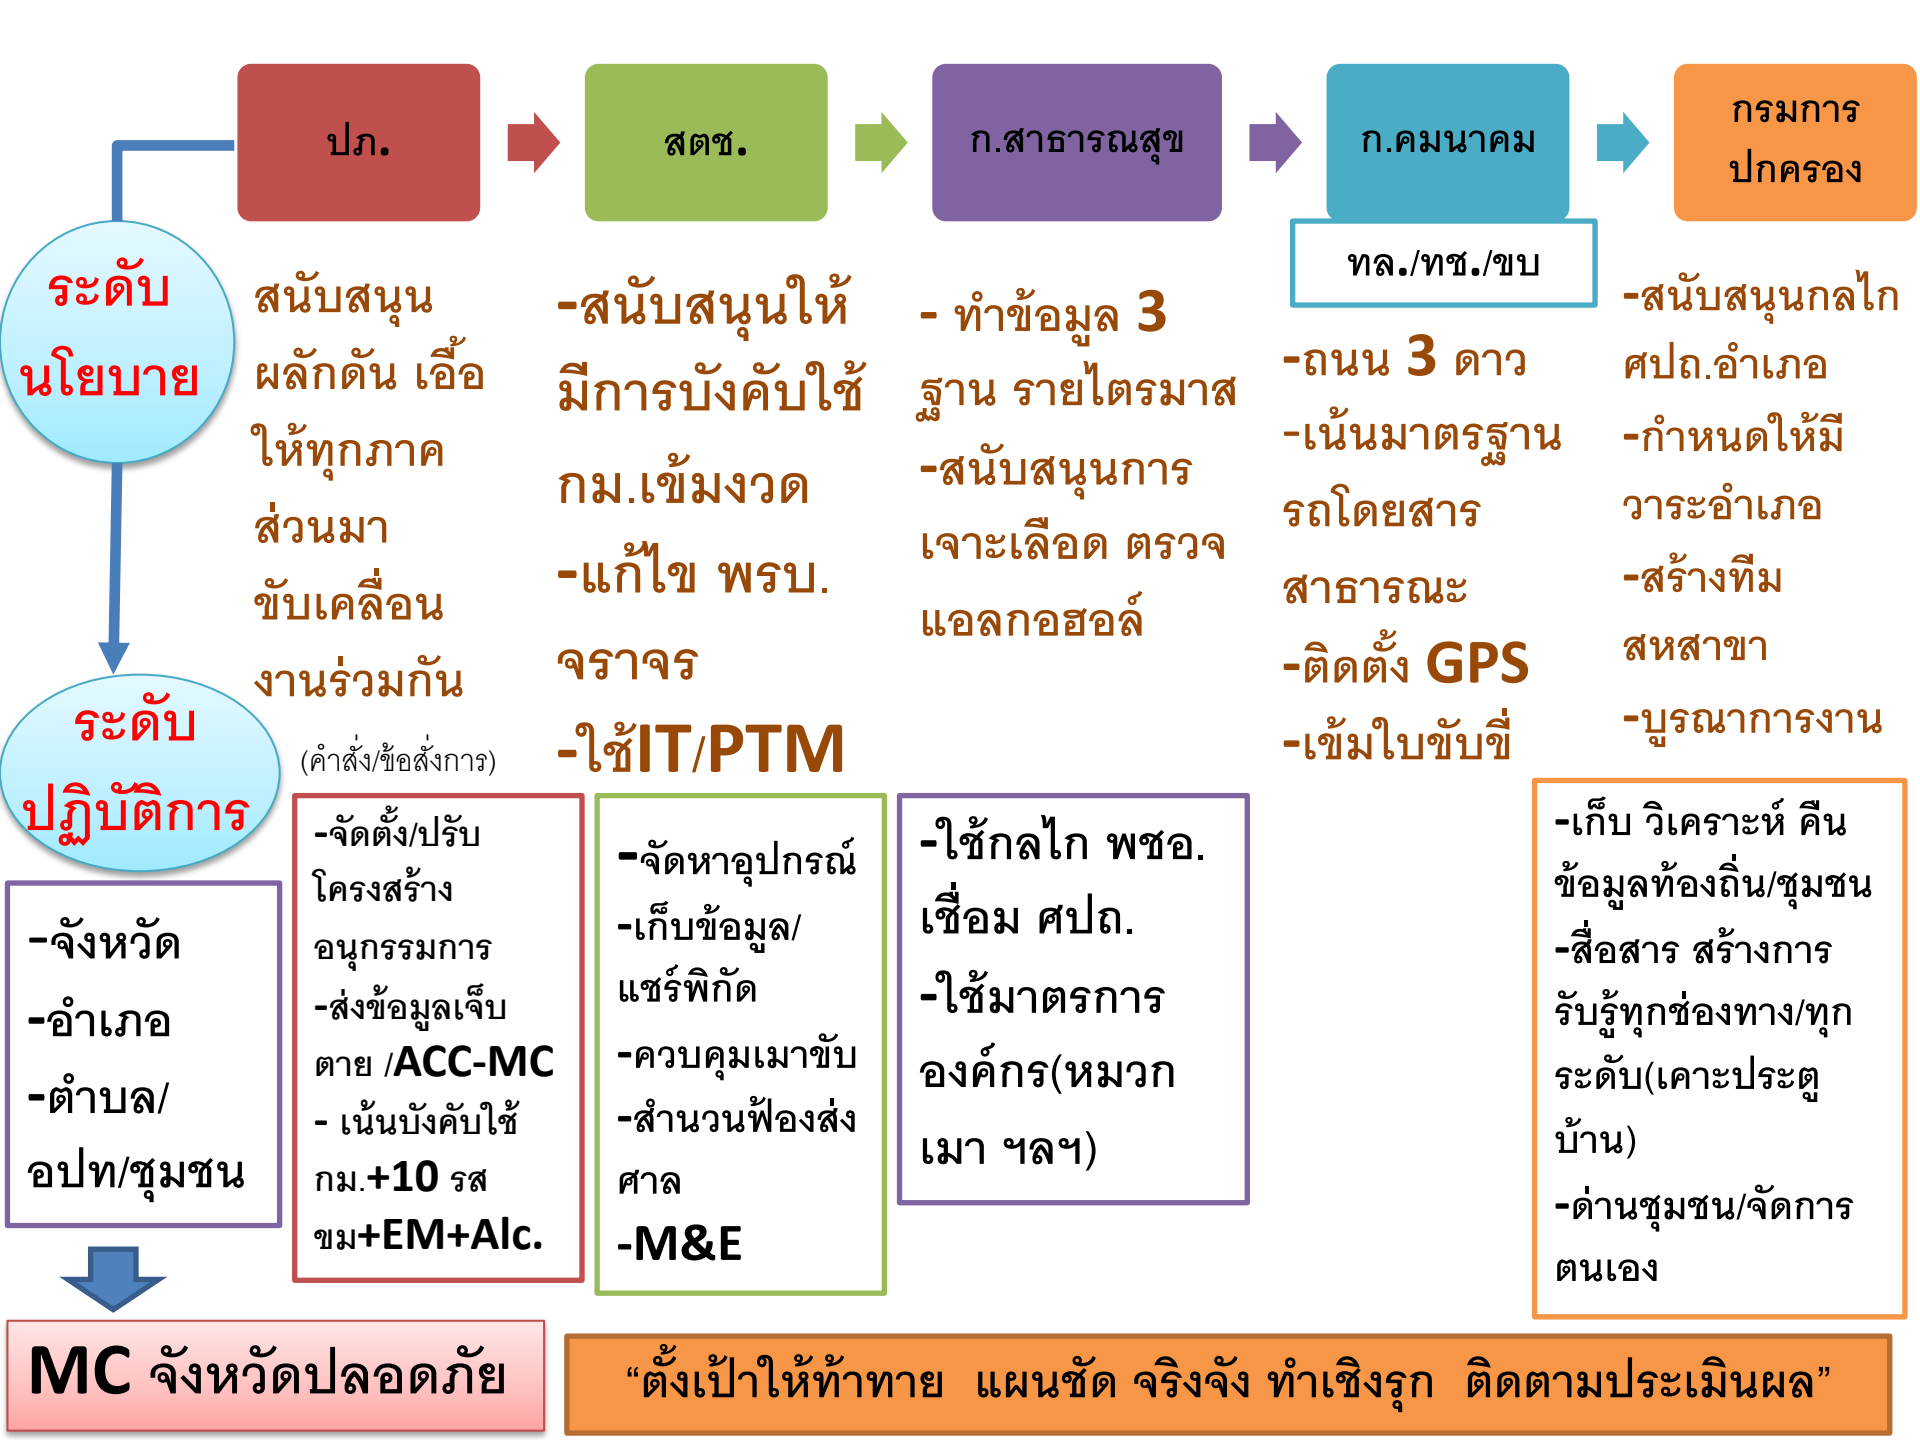 ปภ.
สตช.
ก.สาธารณสุข
ก.คมนาคม
กรมการ
ปกครอง
ทล./ทช./ขบ
ระดับ
นโยบาย
สนับสนุน
ผลักดัน เอื้อ
ให้ทุกภาค
ส่วนมา
ขับเคลื่อน
งานร่วมกัน
(คำสั่ง/ข้อสั่งการ)
-สนับสนุนให้
มีการบังคับใช้
กม.เข้มงวด
-แก้ไข พรบ.
จราจร
-ใช้IT/PTM
- ทำข้อมูล 3
ฐาน รายไตรมาส
-สนับสนุนการ
เจาะเลือด ตรวจ
แอลกอฮอล์
-ถนน 3 ดาว
-เน้นมาตรฐาน
รถโดยสาร
สาธารณะ
-ติดตั้ง GPS
-เข้มใบขับขี่
-สนับสนุนกลไก
ศปถ.อำเภอ
-กำหนดให้มี
วาระอำเภอ
-สร้างทีม
สหสาขา
-บูรณาการงาน
ระดับ
ปฏิบัติการ
-จังหวัด
-อำเภอ
-ตำบล/
อปท/ชุมชน
-จัดตั้ง/ปรับ
โครงสร้าง
อนุกรรมการ
-ส่งข้อมูลเจ็บ
ตาย /ACC-MC
- เน้นบังคับใช้
กม.+10 รส
ขม+EM+Alc.
-จัดหาอุปกรณ์
-เก็บข้อมูล/
แชร์พิกัด
-ควบคุมเมาขับ
-สำนวนฟ้องส่ง
ศาล
-M&E
-ใช้กลไก พชอ.
เชื่อม ศปถ.
-ใช้มาตรการ
องค์กร(หมวก
เมา ฯลฯ)
-เก็บ วิเคราะห์ คืน
ข้อมูลท้องถิ่น/ชุมชน
-สื่อสาร สร้างการ
รับรู้ทุกช่องทาง/ทุก
ระดับ(เคาะประตู
บ้าน)
-ด่านชุมชน/จัดการ
ตนเอง
MC จังหวัดปลอดภัย
“ตั้งเป้าให้ท้าทาย แผนชัด จริงจัง ทำเชิงรุก ติดตามประเมินผล”